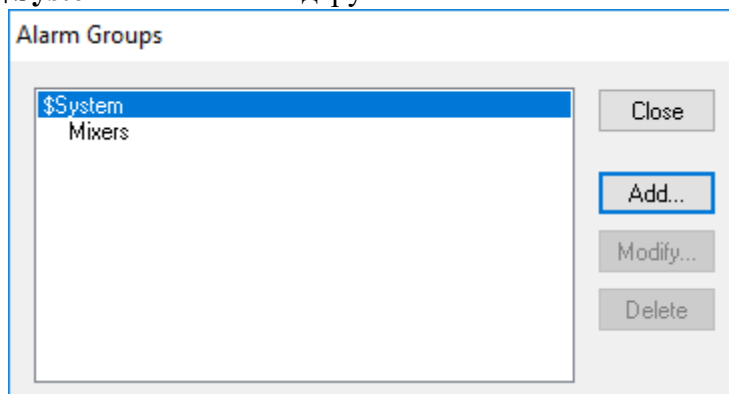 Alarm Groups
$System
Mixers
Close
Add...
Modify...
Delete